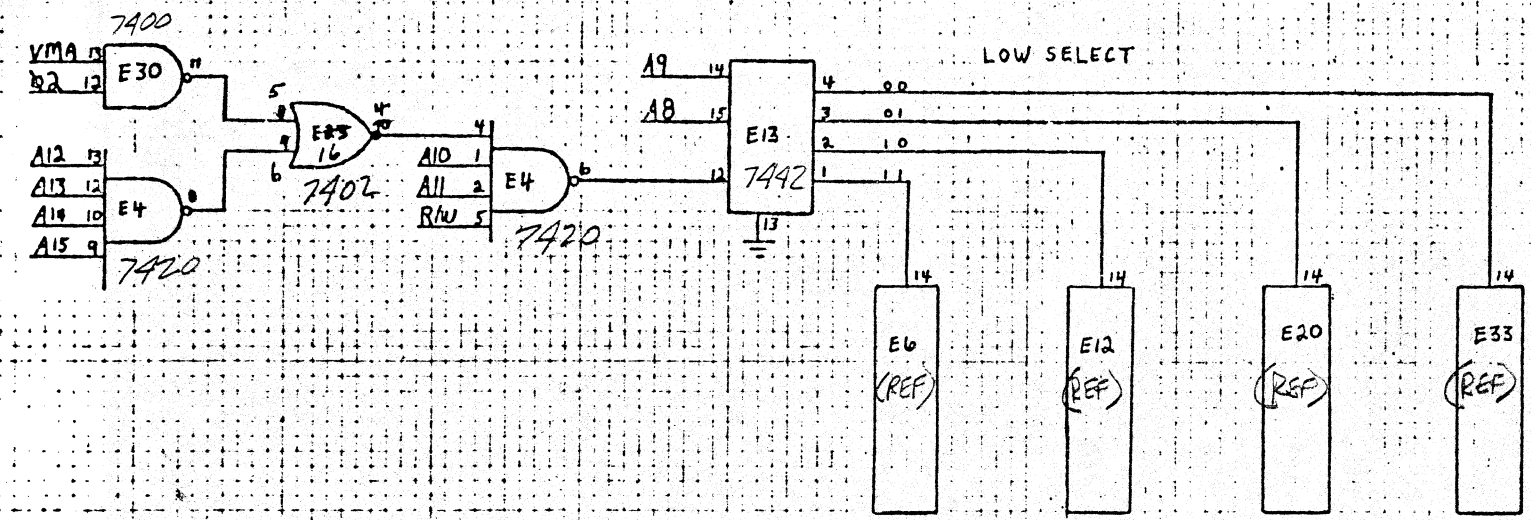 7400
VMA 13
Φ2 12
E30
11
5
8
9
6
E25
16
4
10
7402
A12 13
A13 12
A14 10
A15 9
E4
8
7420
4
A10 1
A11 2
R/W 5
E4
6
7420
A9 14
A8 15
12
E13
7442
13
LOW SELECT
4 00
3 01
2 10
1 11
14
E6
(REF)
14
E12
(REF)
14
E20
(REF)
14
E33
(REF)